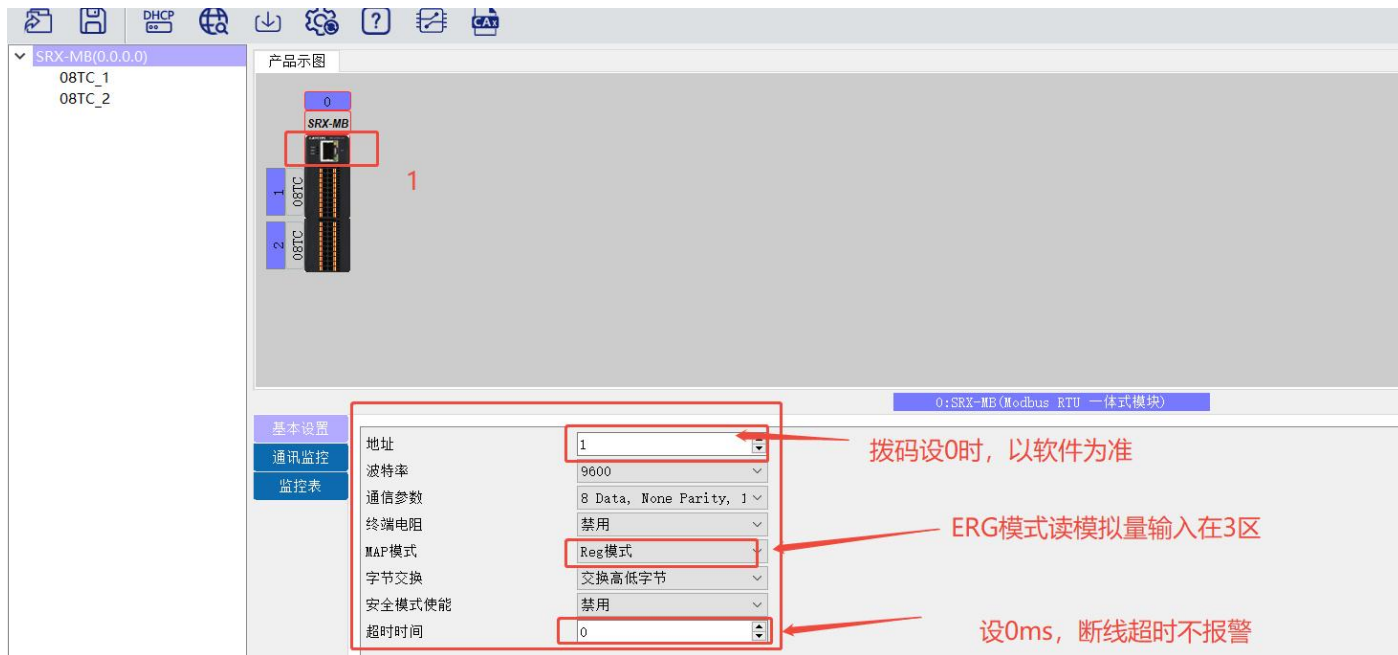 DHCP
CAx
SRX-MB(0.0.0.0)
08TC_1
08TC_2
产品示图
0
SRX-MB
1
1 08TC
2 08TC
0:SRX-MB(Modbus RTU 一体式模块)
基本设置
通讯监控
监控表
地址 1
拨码设0时，以软件为准
波特率 9600
通信参数 8 Data, None Parity, 1
终端电阻 禁用
ERG模式读模拟量输入在3区
MAP模式 Reg模式
字节交换 交换高低字节
安全模式使能 禁用
超时时间 0
设0ms，断线超时不报警